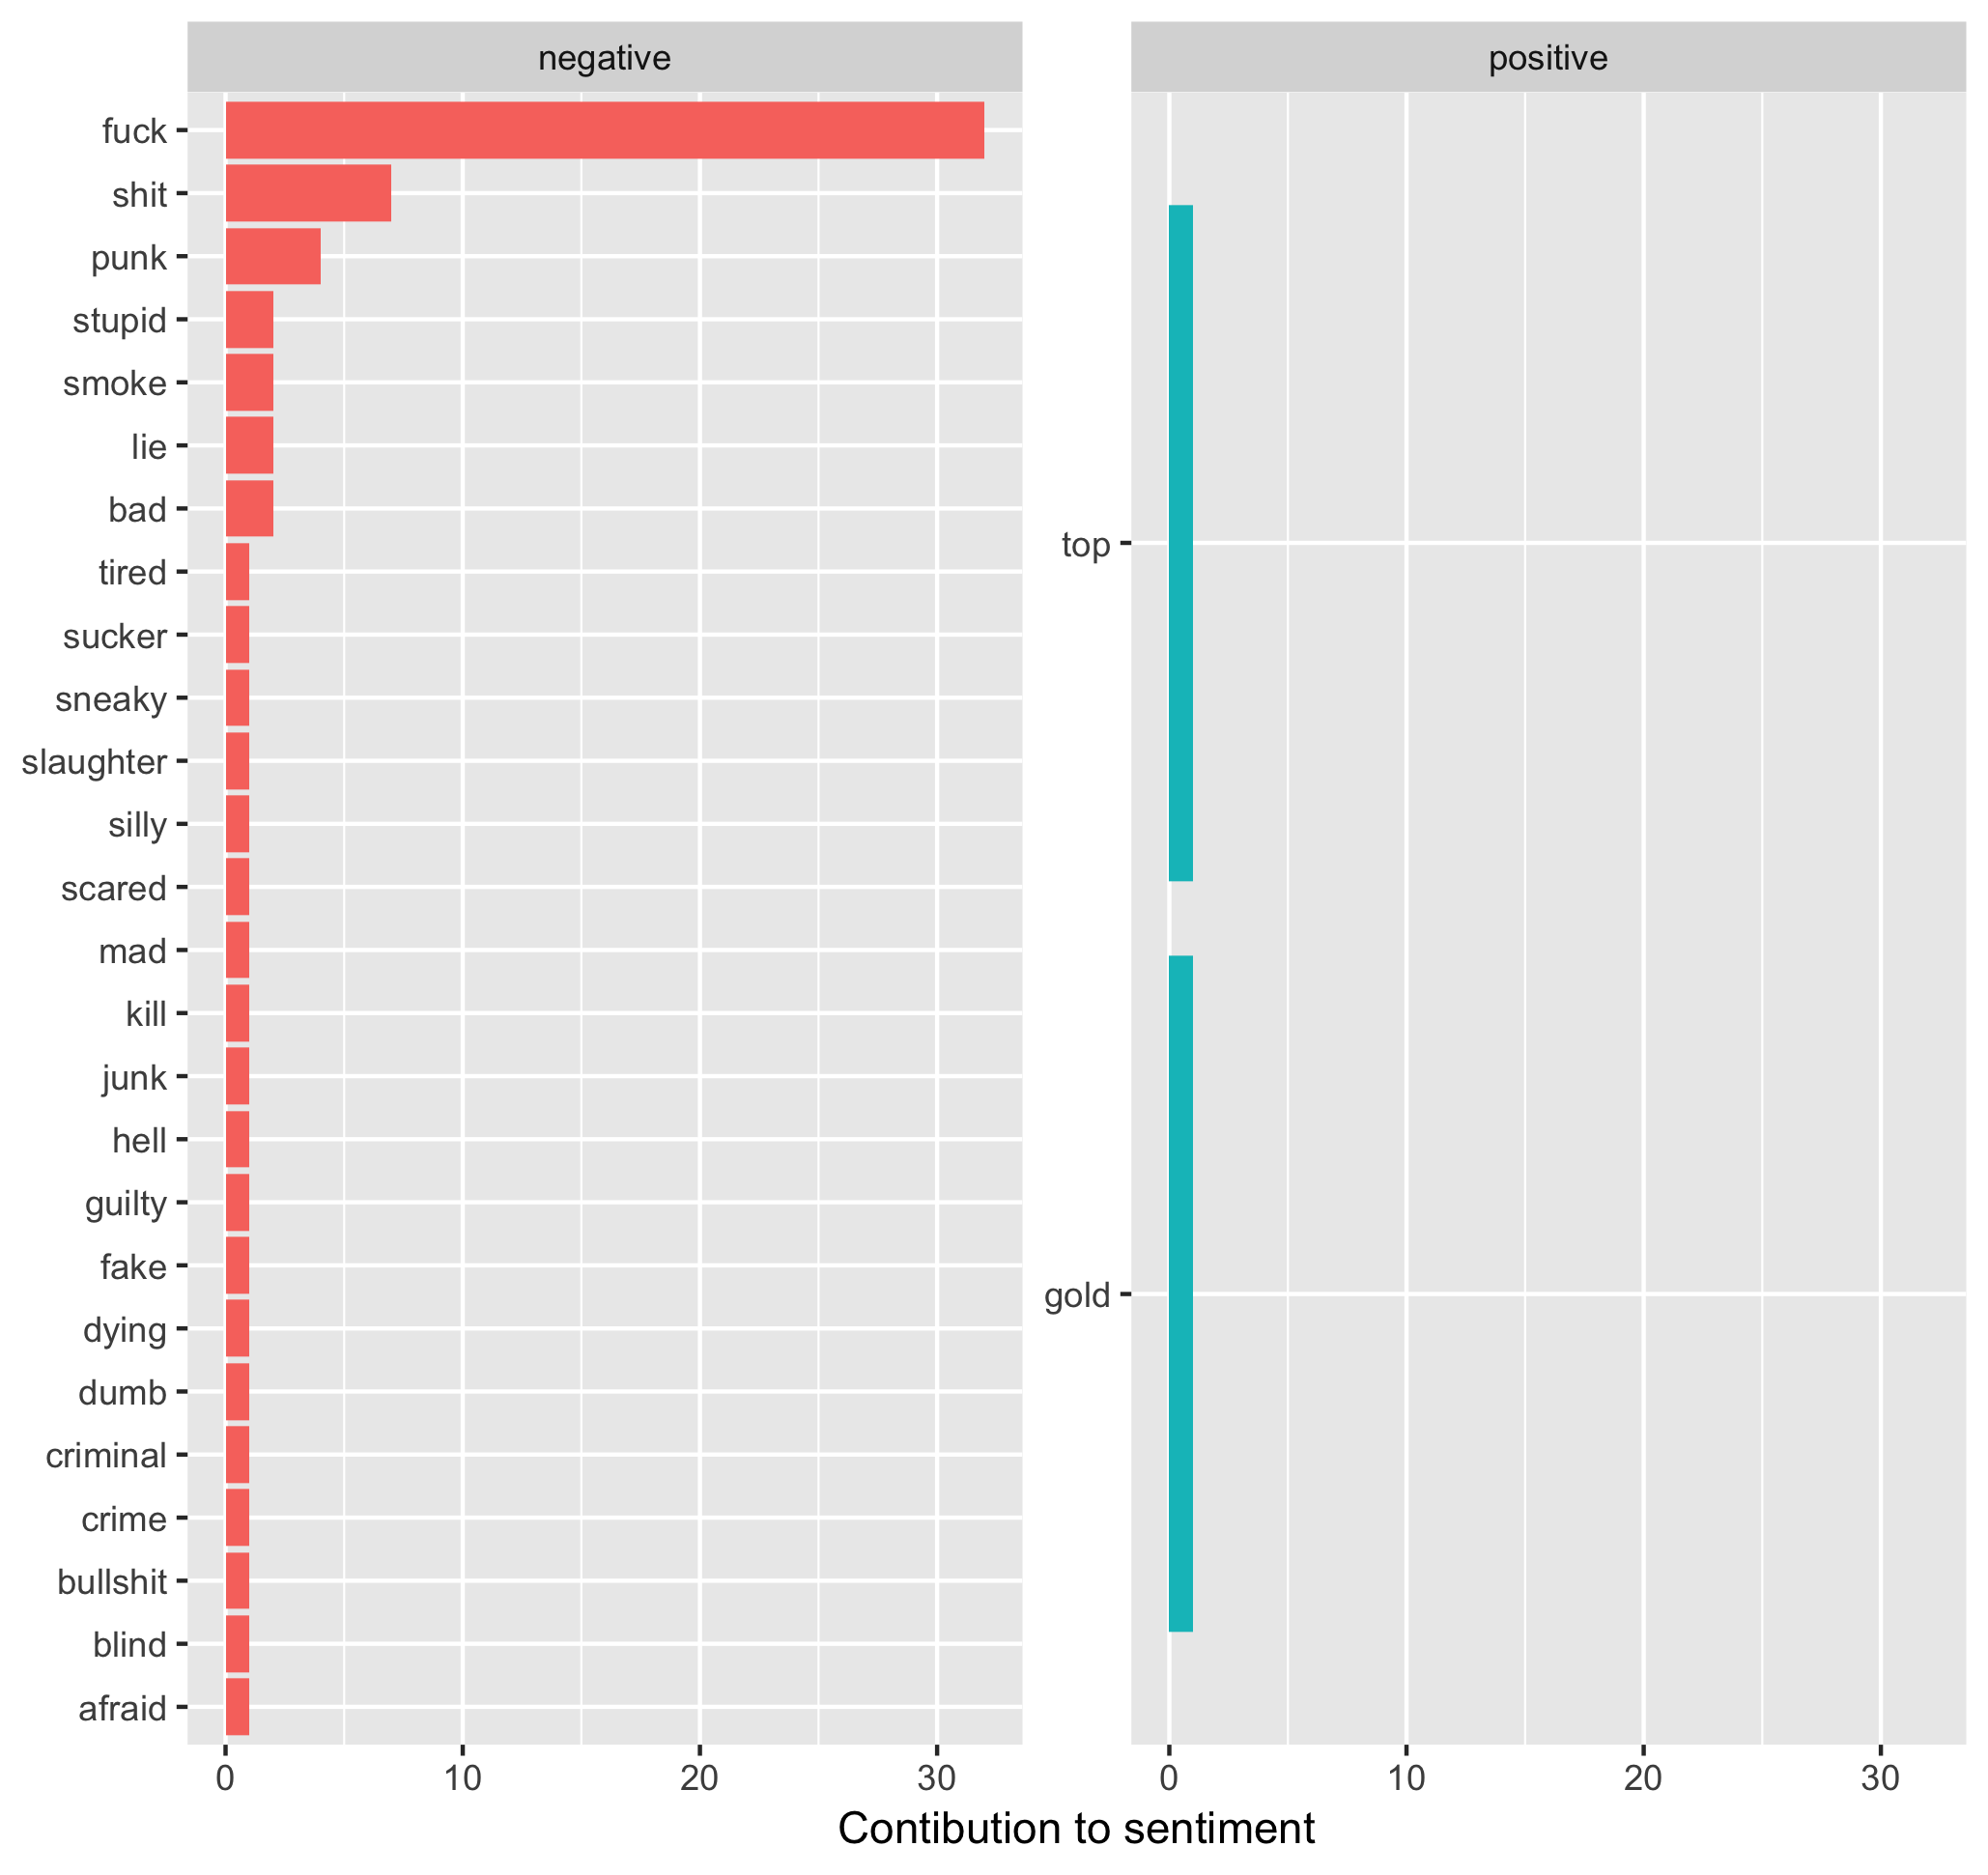 negative
positive
fuck
shit
punk
stupid
smoke
lie
bad
tired
sucker
sneaky
slaughter
silly
scared
mad
kill
junk
hell
guilty
fake
dying
dumb
criminal
crime
bullshit
blind
afraid
top
gold
0 10 20 30
0 10 20 30
Contibution to sentiment